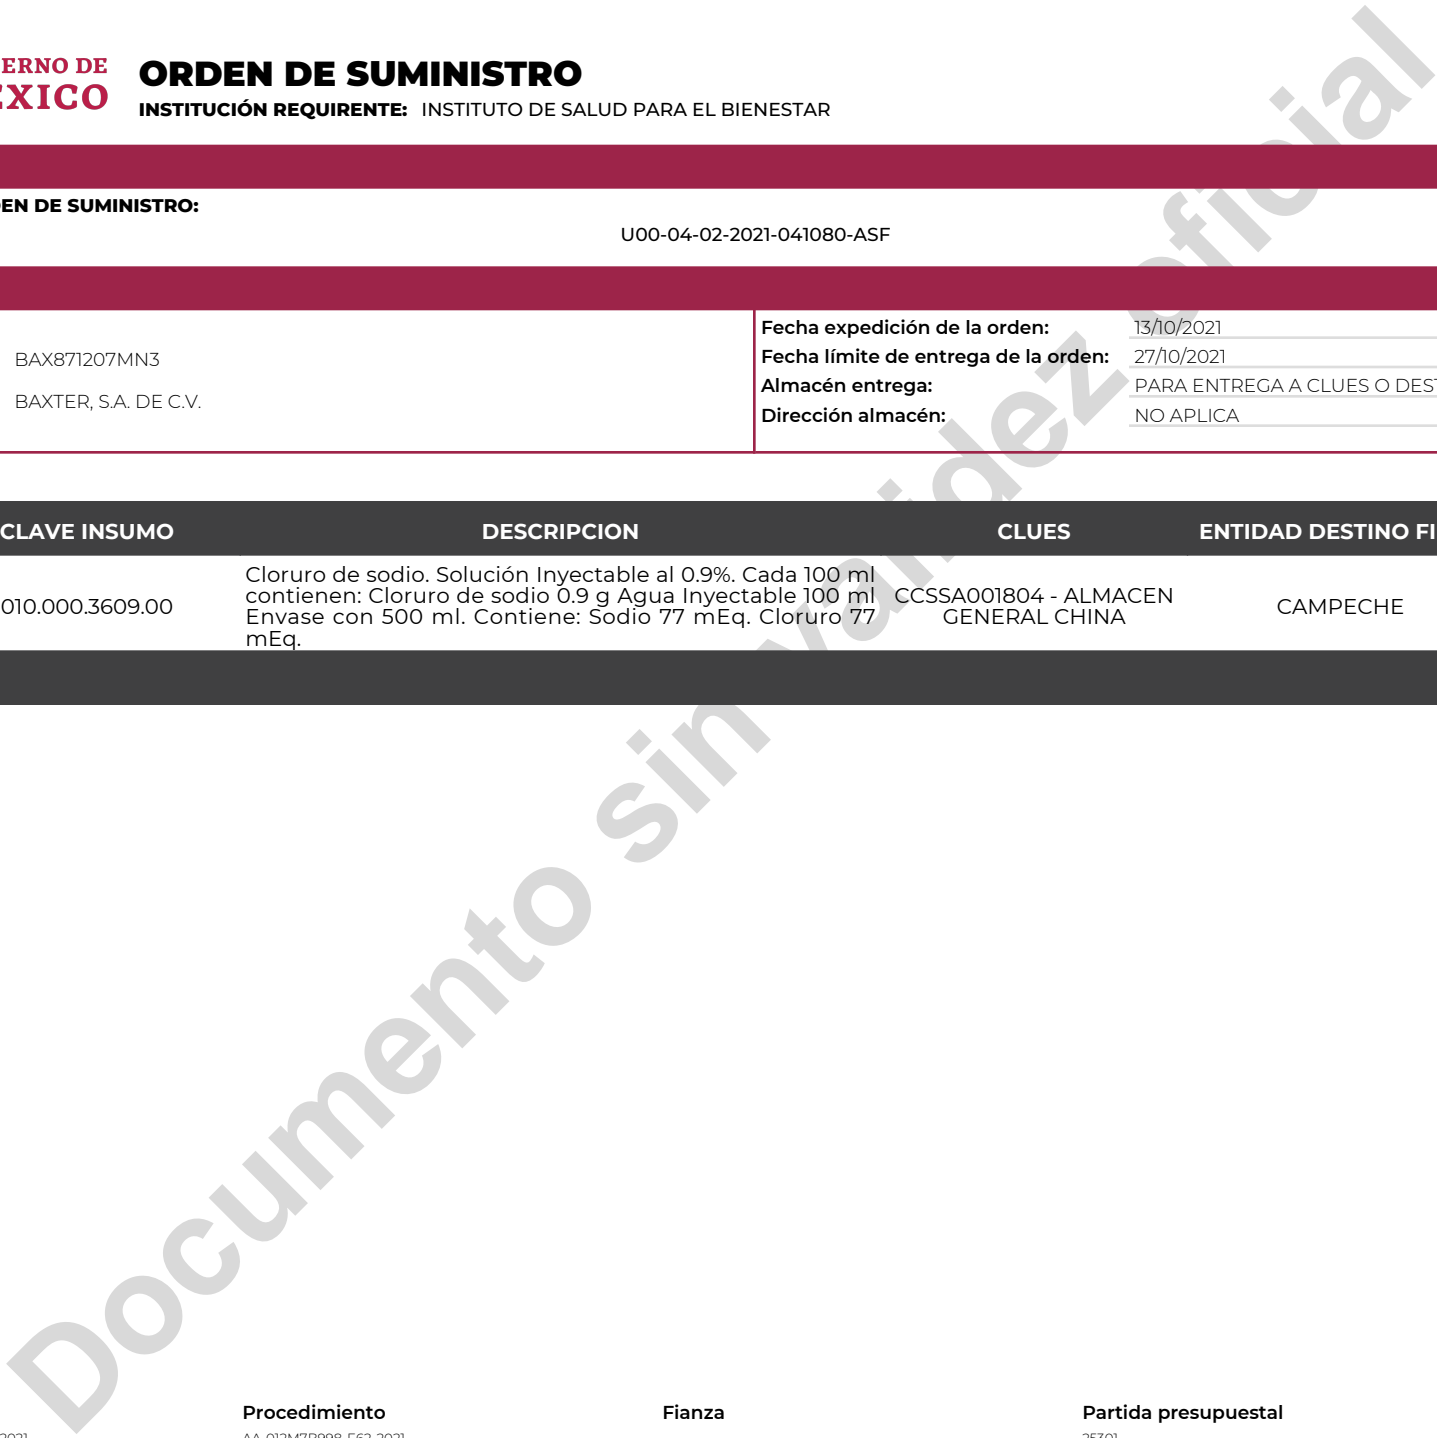 ERNO DE
EXICO
ORDEN DE SUMINISTRO
INSTITUCIÓN REQUIRENTE: INSTITUTO DE SALUD PARA EL BIENESTAR
EN DE SUMINISTRO:
U00-04-02-2021-041080-ASF
BAX871207MN3
BAXTER, S.A. DE C.V.
Fecha expedición de la orden: 13/10/2021
Fecha límite de entrega de la orden: 27/10/2021
Almacén entrega: PARA ENTREGA A CLUES O DEST
Dirección almacén: NO APLICA
CLAVE INSUMO DESCRIPCION CLUES ENTIDAD DESTINO FI
010.000.3609.00
Cloruro de sodio. Solución Inyectable al 0.9%. Cada 100 ml
contienen: Cloruro de sodio 0.9 g Agua Inyectable 100 ml
Envase con 500 ml. Contiene: Sodio 77 mEq. Cloruro 77
mEq.
CCSSA001804 - ALMACEN
GENERAL CHINA
CAMPECHE
Documento sin validez oficial
Procedimiento Fianza Partida presupuestal